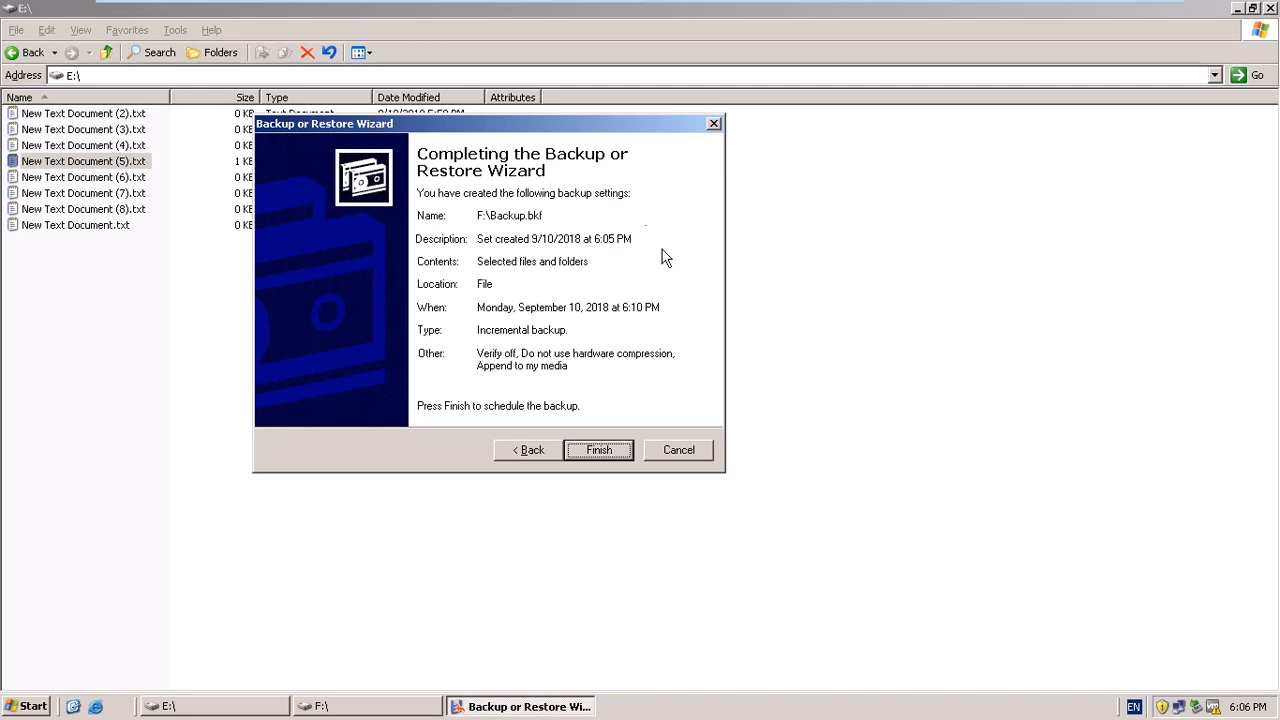 E:\
File Edit View Favorites Tools Help
Back Search Folders
Address E:\ Go
Name Size Type Date Modified Attributes
New Text Document (2).txt 0 KB
New Text Document (3).txt 0 KB
New Text Document (4).txt 0 KB
New Text Document (5).txt 1 KB
New Text Document (6).txt 0 KB
New Text Document (7).txt 0 KB
New Text Document (8).txt 0 KB
New Text Document.txt 0 KB
Backup or Restore Wizard
Completing the Backup or
Restore Wizard
You have created the following backup settings:
Name: F:\Backup.bkf
Description: Set created 9/10/2018 at 6:05 PM
Contents: Selected files and folders
Location: File
When: Monday, September 10, 2018 at 6:10 PM
Type: Incremental backup.
Other: Verify off, Do not use hardware compression,
Append to my media
Press Finish to schedule the backup.
< Back Finish Cancel
Start E:\ F:\ Backup or Restore Wi... EN 6:06 PM